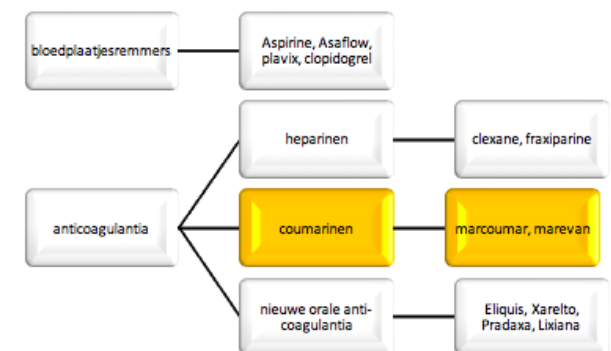 bloedplaatjesremmers
Aspirine, Asaflow,
plavix, clopidogrel
heparinen
clexane, fraxiparine
anticoagulantia
coumarinen
marcoumar, marevan
nieuwe orale anti-
coagulantia
Eliquis, Xarelto,
Pradaxa, Lixiana